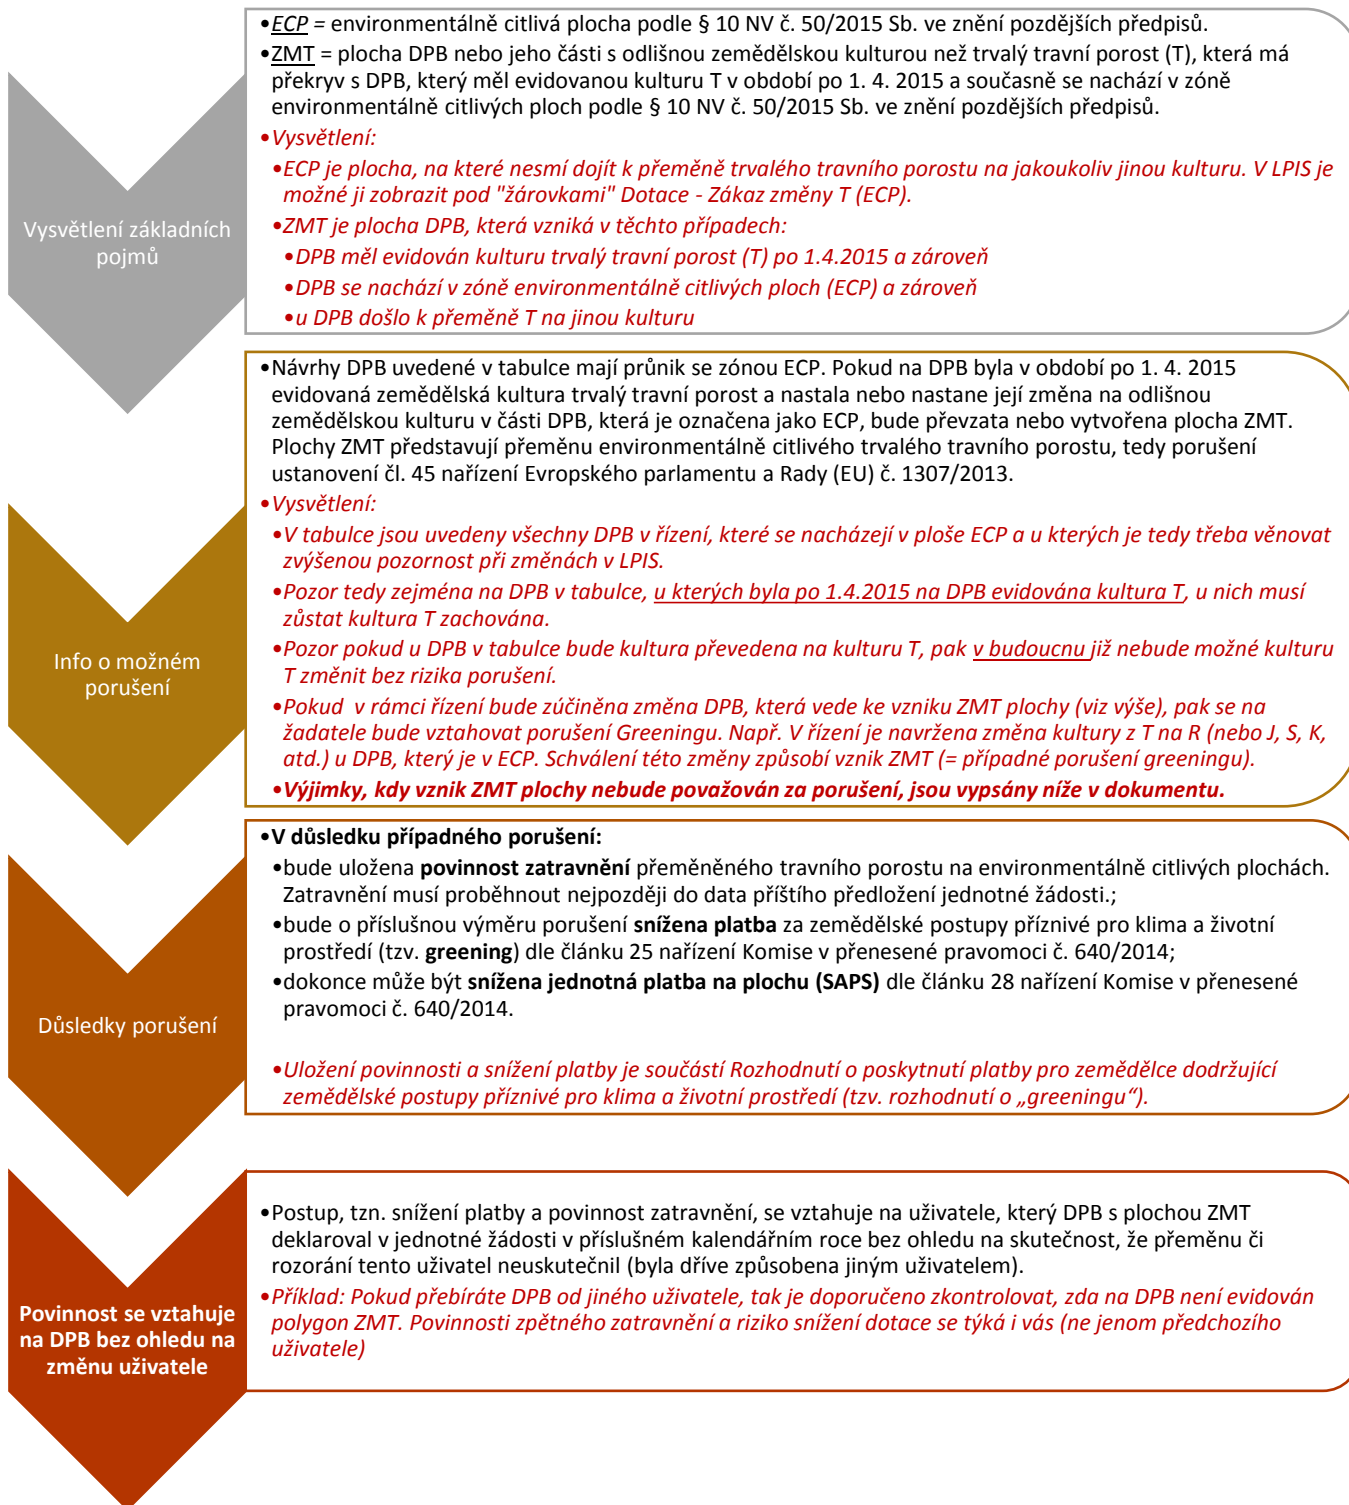 Vysvětlení základních
pojmů
•ECP = environmentálně citlivá plocha podle § 10 NV č. 50/2015 Sb. ve znění pozdějších předpisů.
•ZMT = plocha DPB nebo jeho části s odlišnou zemědělskou kulturou než trvalý travní porost (T), která má
překryv s DPB, který měl evidovanou kulturu T v období po 1. 4. 2015 a současně se nachází v zóně
environmentálně citlivých ploch podle § 10 NV č. 50/2015 Sb. ve znění pozdějších předpisů.
•Vysvětlení:
•ECP je plocha, na které nesmí dojít k přeměně trvalého travního porostu na jakoukoliv jinou kulturu. V LPIS je
možné ji zobrazit pod "žárovkami" Dotace - Zákaz změny T (ECP).
•ZMT je plocha DPB, která vzniká v těchto případech:
•DPB měl evidován kulturu trvalý travní porost (T) po 1.4.2015 a zároveň
•DPB se nachází v zóně environmentálně citlivých ploch (ECP) a zároveň
•u DPB došlo k přeměně T na jinou kulturu
Info o možném
porušení
•Návrhy DPB uvedené v tabulce mají průnik se zónou ECP. Pokud na DPB byla v období po 1. 4. 2015
evidovaná zemědělská kultura trvalý travní porost a nastala nebo nastane její změna na odlišnou
zemědělskou kulturu v části DPB, která je označena jako ECP, bude převzata nebo vytvořena plocha ZMT.
Plochy ZMT představují přeměnu environmentálně citlivého trvalého travního porostu, tedy porušení
ustanovení čl. 45 nařízení Evropského parlamentu a Rady (EU) č. 1307/2013.
•Vysvětlení:
•V tabulce jsou uvedeny všechny DPB v řízení, které se nacházejí v ploše ECP a u kterých je tedy třeba věnovat
zvýšenou pozornost při změnách v LPIS.
•Pozor tedy zejména na DPB v tabulce, u kterých byla po 1.4.2015 na DPB evidována kultura T, u nich musí
zůstat kultura T zachována.
•Pozor pokud u DPB v tabulce bude kultura převedena na kulturu T, pak v budoucnu již nebude možné kulturu
T změnit bez rizika porušení.
•Pokud v rámci řízení bude zúčiněna změna DPB, která vede ke vzniku ZMT plochy (viz výše), pak se na
žadatele bude vztahovat porušení Greeningu. Např. V řízení je navržena změna kultury z T na R (nebo J, S, K,
atd.) u DPB, který je v ECP. Schválení této změny způsobí vznik ZMT (= případné porušení greeningu).
•Výjimky, kdy vznik ZMT plochy nebude považován za porušení, jsou vypsány níže v dokumentu.
Důsledky porušení
•V důsledku případného porušení:
•bude uložena povinnost zatravnění přeměněného travního porostu na environmentálně citlivých plochách.
Zatravnění musí proběhnout nejpozději do data příštího předložení jednotné žádosti.;
•bude o příslušnou výměru porušení snížena platba za zemědělské postupy příznivé pro klima a životní
prostředí (tzv. greening) dle článku 25 nařízení Komise v přenesené pravomoci č. 640/2014;
•dokonce může být snížena jednotná platba na plochu (SAPS) dle článku 28 nařízení Komise v přenesené
pravomoci č. 640/2014.
•Uložení povinnosti a snížení platby je součástí Rozhodnutí o poskytnutí platby pro zemědělce dodržující
zemědělské postupy příznivé pro klima a životní prostředí (tzv. rozhodnutí o „greeningu“).
Povinnost se vztahuje
na DPB bez ohledu na
změnu uživatele
•Postup, tzn. snížení platby a povinnost zatravnění, se vztahuje na uživatele, který DPB s plochou ZMT
deklaroval v jednotné žádosti v příslušném kalendářním roce bez ohledu na skutečnost, že přeměnu či
rozorání tento uživatel neuskutečnil (byla dříve způsobena jiným uživatelem).
•Příklad: Pokud přebíráte DPB od jiného uživatele, tak je doporučeno zkontrolovat, zda na DPB není evidován
polygon ZMT. Povinnosti zpětného zatravnění a riziko snížení dotace se týká i vás (ne jenom předchozího
uživatele)